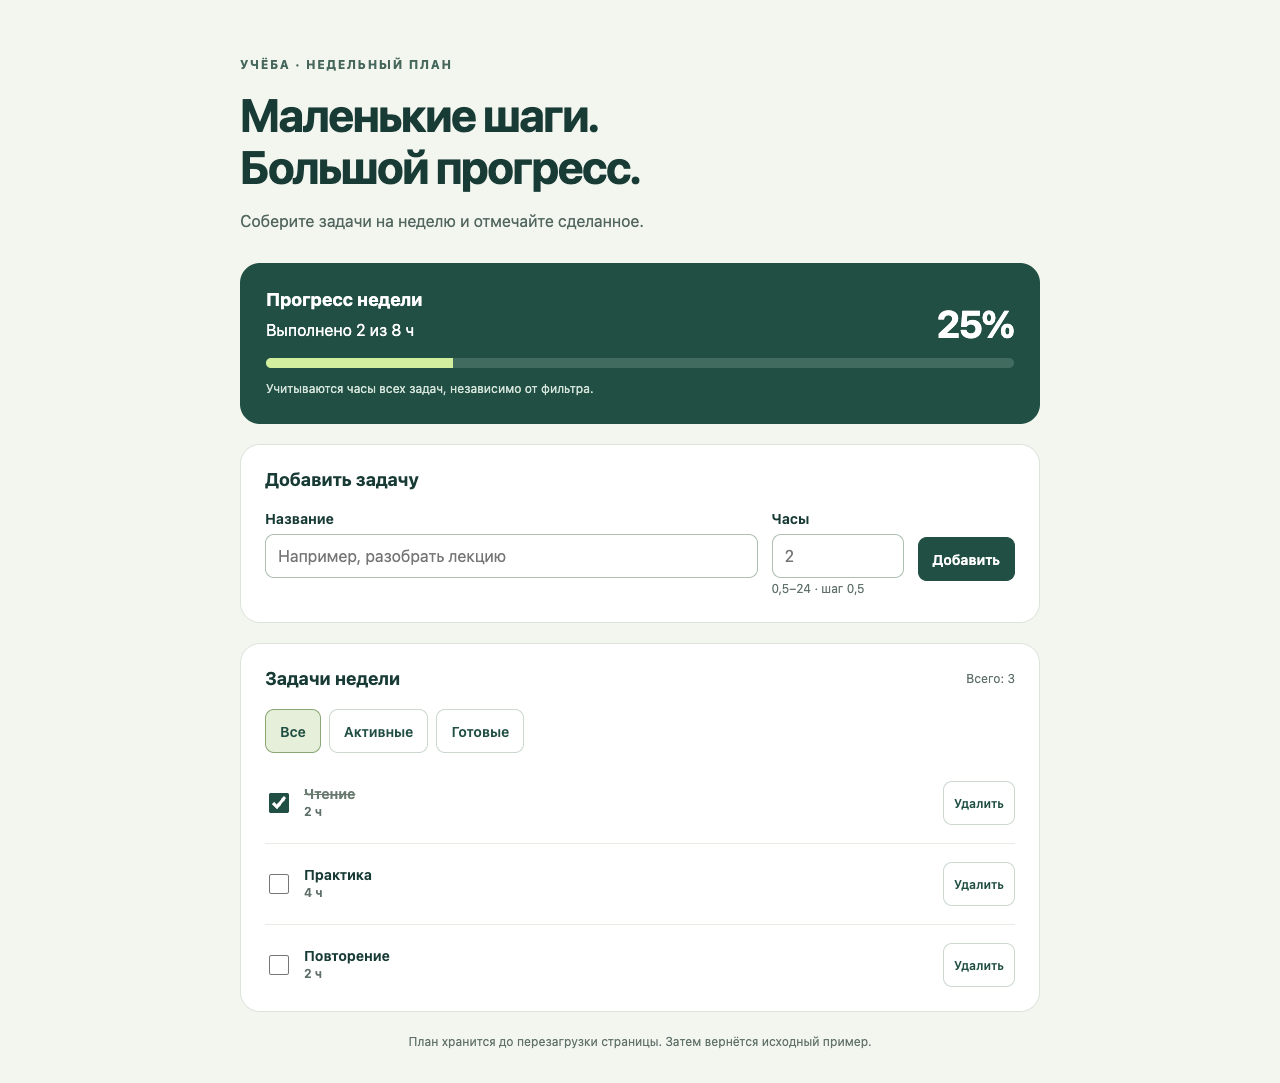 УЧЁБА · НЕДЕЛЬНЫЙ ПЛАН
Маленькие шаги.
Большой прогресс.
Соберите задачи на неделю и отмечайте сделанное.
Прогресс недели
Выполнено 2 из 8 ч
25%
Учитываются часы всех задач, независимо от фильтра.
Добавить задачу
Название
Часы
Например, разобрать лекцию
2
Добавить
0,5–24 · шаг 0,5
Задачи недели
Всего: 3
Все
Активные
Готовые
Чтение
2 ч
Удалить
Практика
4 ч
Удалить
Повторение
2 ч
Удалить
План хранится до перезагрузки страницы. Затем вернётся исходный пример.